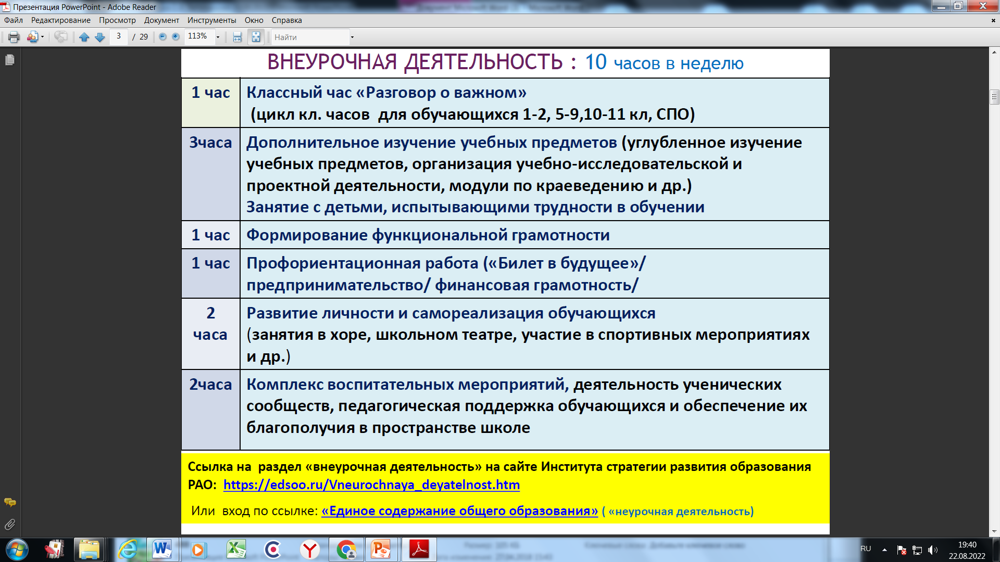 Презентация PowerPoint - Adobe Reader
Файл Редактирование Просмотр Документ Инструменты Окно Справка
3 / 29 113% Найти
ВНЕУРОЧНАЯ ДЕЯТЕЛЬНОСТЬ : 10 часов в неделю
1 час
Классный час «Разговор о важном»
(цикл кл. часов для обучающихся 1-2, 5-9,10-11 кл, СПО)
3часа
Дополнительное изучение учебных предметов (углубленное изучение
учебных предметов, организация учебно-исследовательской и
проектной деятельности, модули по краеведению и др.)
Занятие с детьми, испытывающими трудности в обучении
1 час
Формирование функциональной грамотности
1 час
Профориентационная работа («Билет в будущее»/
предпринимательство/ финансовая грамотность/
2
часа
Развитие личности и самореализация обучающихся
(занятия в хоре, школьном театре, участие в спортивных мероприятиях
и др.)
2часа
Комплекс воспитательных мероприятий, деятельность ученических
сообществ, педагогическая поддержка обучающихся и обеспечение их
благополучия в пространстве школе
Ссылка на раздел «внеурочная деятельность» на сайте Института стратегии развития образования
РАО: https://edsoo.ru/Vneurochnaya_deyatelnost.htm
Или вход по ссылке: «Единое содержание общего образования» ( «неурочная деятельность)
RU
19:40
22.08.2022